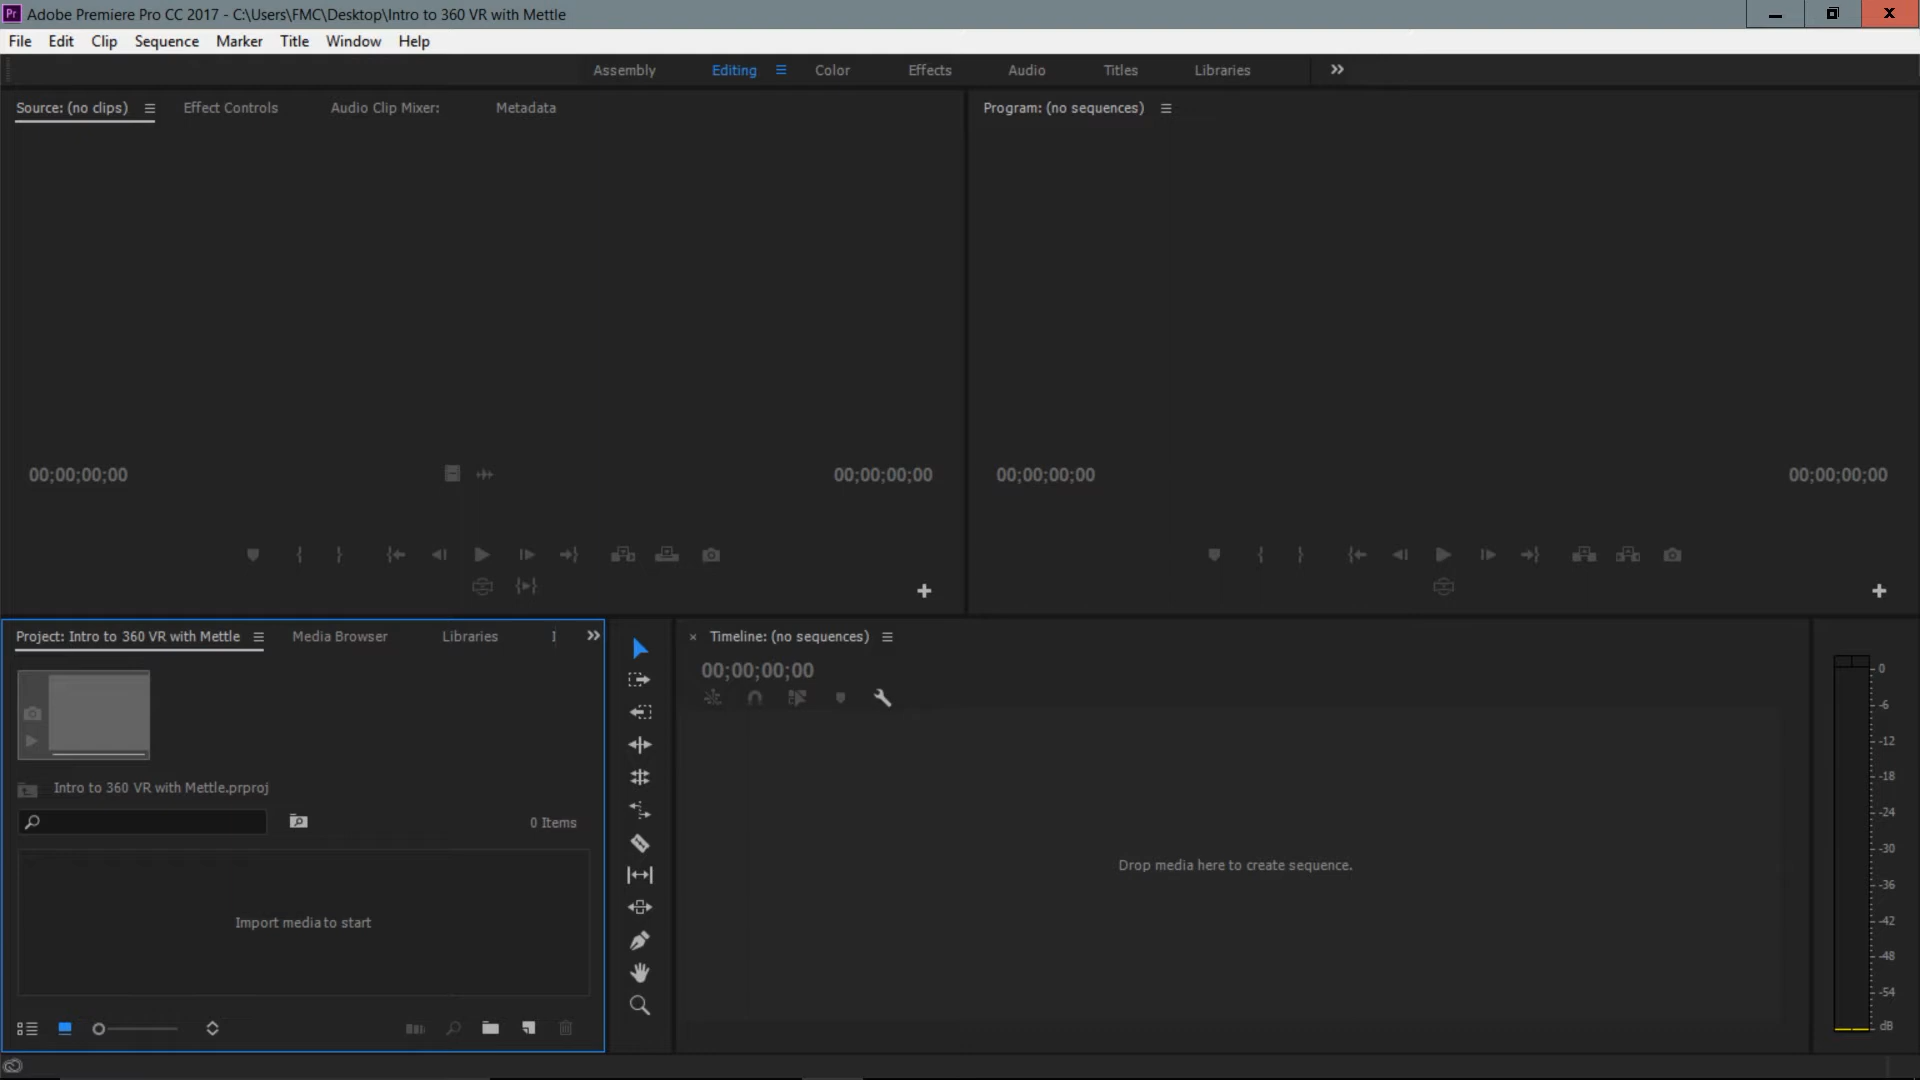 Pr Adobe Premiere Pro CC 2017 - C:\Users\FMC\Desktop\Intro to 360 VR with Mettle
File Edit Clip Sequence Marker Title Window Help
Assembly Editing Color Effects Audio Titles Libraries
Source: (no clips) Effect Controls Audio Clip Mixer: Metadata
Program: (no sequences)
00;00;00;00 00;00;00;00
00;00;00;00 00;00;00;00
Project: Intro to 360 VR with Mettle Media Browser Libraries
Intro to 360 VR with Mettle.prproj
0 Items
Import media to start
Timeline: (no sequences)
00;00;00;00
Drop media here to create sequence.
0
-6
-12
-18
-24
-30
-36
-42
-48
-54
dB